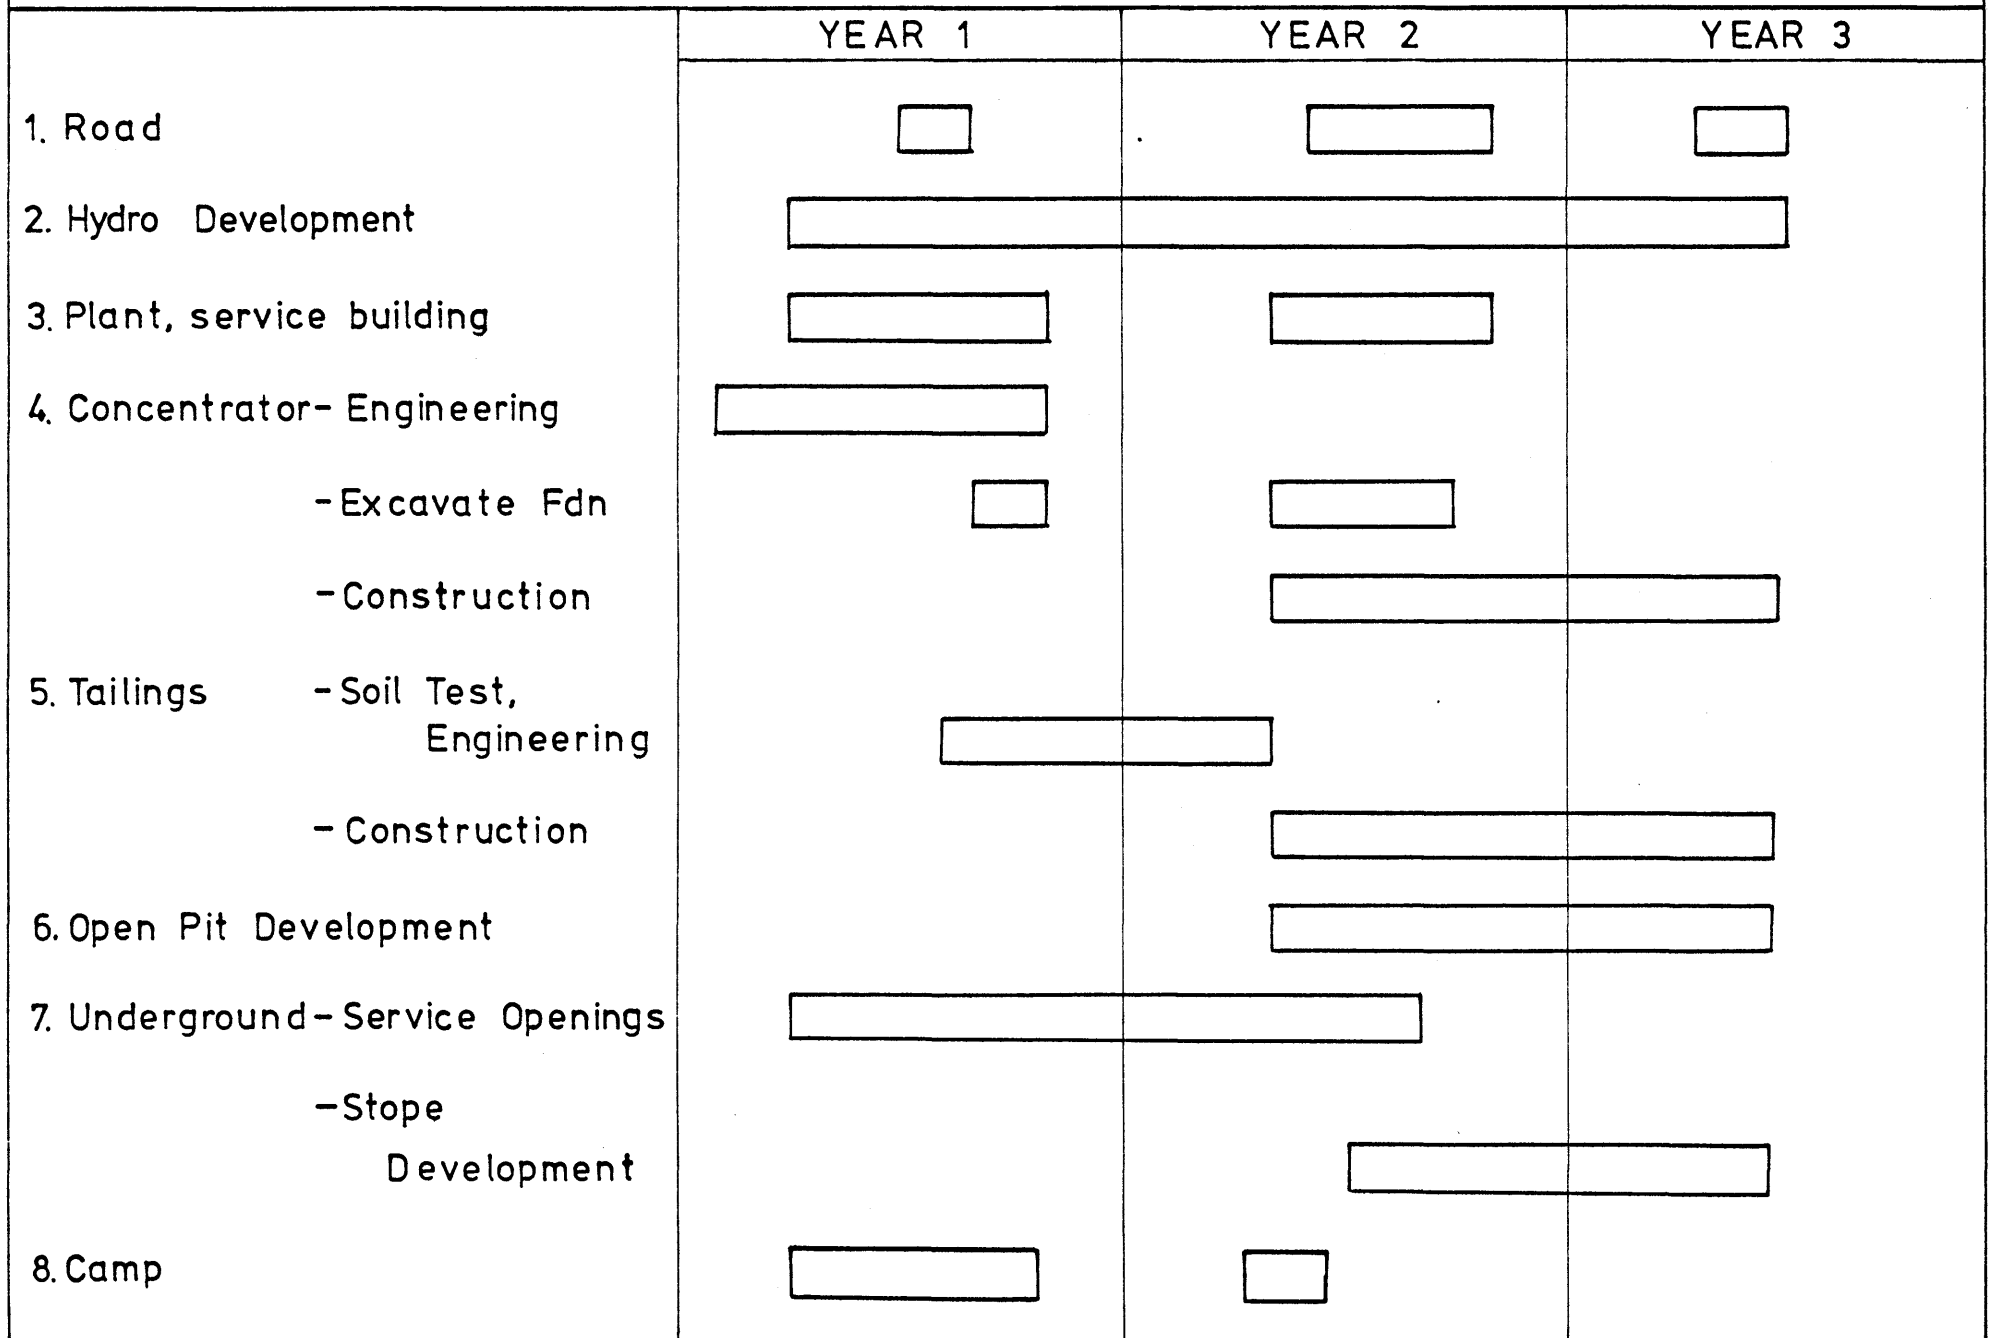 YEAR 1 YEAR 2 YEAR 3
1. Road
2. Hydro Development
3. Plant, service building
4. Concentrator- Engineering
-Excavate Fdn
-Construction
5. Tailings -Soil Test,
Engineering
- Construction
6. Open Pit Development
7. Underground- Service Openings
-Stope
Development
8. Camp